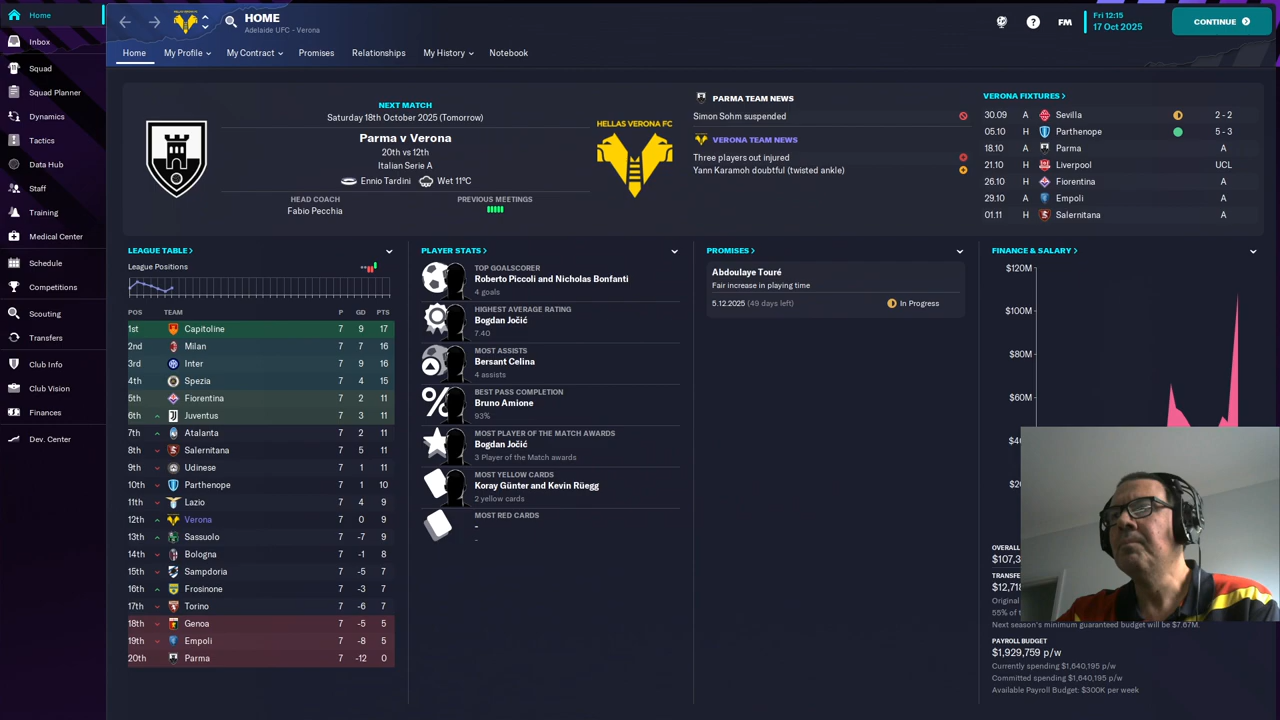 Home
HOME
Adelaide UFC - Verona
FM
Fri 12:15
17 Oct 2025
CONTINUE
Home
My Profile
My Contract
Promises
Relationships
My History
Notebook
Inbox
Squad
Squad Planner
Dynamics
Tactics
Data Hub
Staff
Training
Medical Center
Schedule
Competitions
Scouting
Transfers
Club Info
Club Vision
Finances
Dev. Center
NEXT MATCH
Saturday 18th October 2025 (Tomorrow)
Parma v Verona
20th vs 12th
Italian Serie A
Ennio Tardini
Wet 11ºC
HEAD COACH
Fabio Pecchia
PREVIOUS MEETINGS
HELLAS VERONA FC
PARMA TEAM NEWS
Simon Sohm suspended
VERONA TEAM NEWS
Three players out injured
Yann Karamoh doubtful (twisted ankle)
VERONA FIXTURES
30.09 A Sevilla 2 - 2
05.10 H Parthenope 5 - 3
18.10 A Parma A
21.10 H Liverpool UCL
26.10 H Fiorentina A
29.10 A Empoli A
01.11 H Salernitana A
LEAGUE TABLE
League Positions
POS TEAM P GD PTS
1st Capitoline 7 9 17
2nd Milan 7 7 16
3rd Inter 7 9 16
4th Spezia 7 4 15
5th Fiorentina 7 2 11
6th Juventus 7 3 11
7th Atalanta 7 2 11
8th Salernitana 7 5 11
9th Udinese 7 1 11
10th Parthenope 7 1 10
11th Lazio 7 4 9
12th Verona 7 0 9
13th Sassuolo 7 -7 9
14th Bologna 7 -1 8
15th Sampdoria 7 -5 7
16th Frosinone 7 -3 7
17th Torino 7 -6 7
18th Genoa 7 -5 5
19th Empoli 7 -8 5
20th Parma 7 -12 0
PLAYER STATS
TOP GOALSCORER
Roberto Piccoli and Nicholas Bonfanti
4 goals
HIGHEST AVERAGE RATING
Bogdan Jočić
7.40
MOST ASSISTS
Bersant Celina
4 assists
BEST PASS COMPLETION
Bruno Amione
93%
MOST PLAYER OF THE MATCH AWARDS
Bogdan Jočić
3 Player of the Match awards
MOST YELLOW CARDS
Koray Günter and Kevin Rüegg
2 yellow cards
MOST RED CARDS
-
-
PROMISES
Abdoulaye Touré
Fair increase in playing time
5.12.2025 (49 days left)
In Progress
FINANCE & SALARY
$120M
$100M
$80M
$60M
OVERALL
$107,3
TRANSFE
$12,718
Original
55% of t
Next season's minimum guaranteed budget will be $7.67M.
PAYROLL BUDGET
$1,929,759 p/w
Currently spending $1,640,195 p/w
Committed spending $1,640,195 p/w
Available Payroll Budget: $300K per week